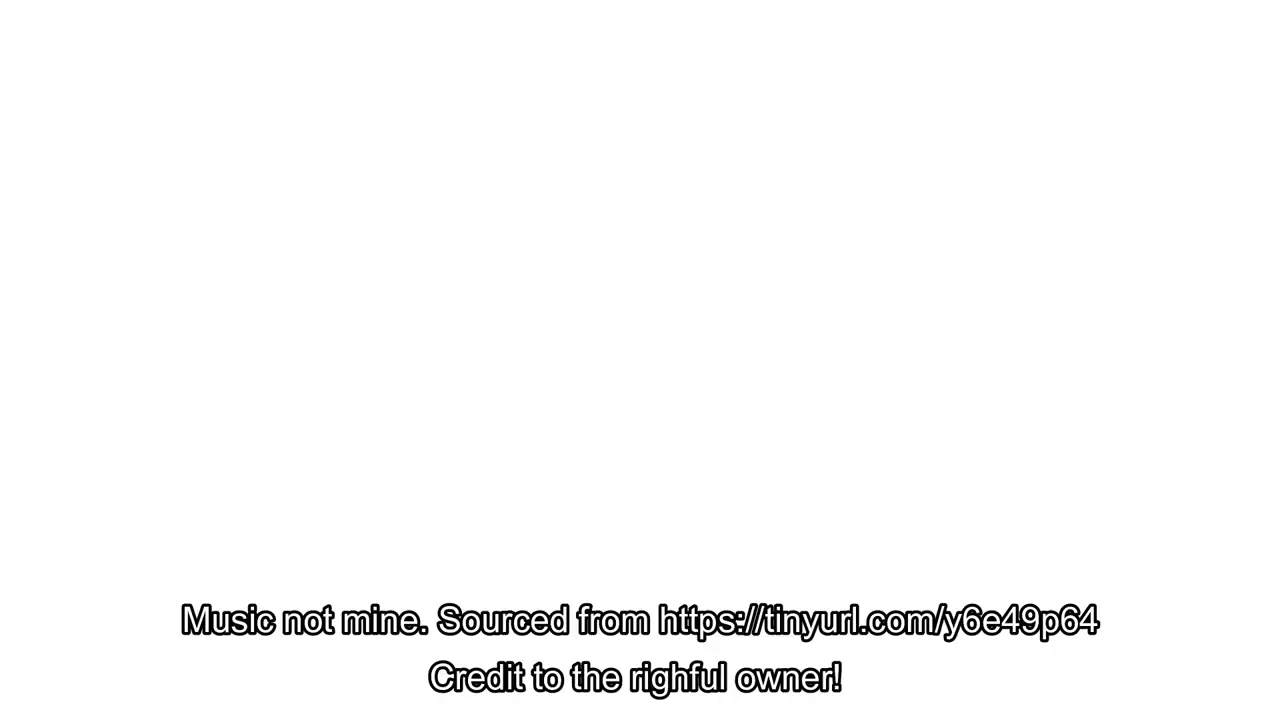 Music not mine. Sourced from https://tinyurl.com/y6e49p64
Credit to the righful owner!